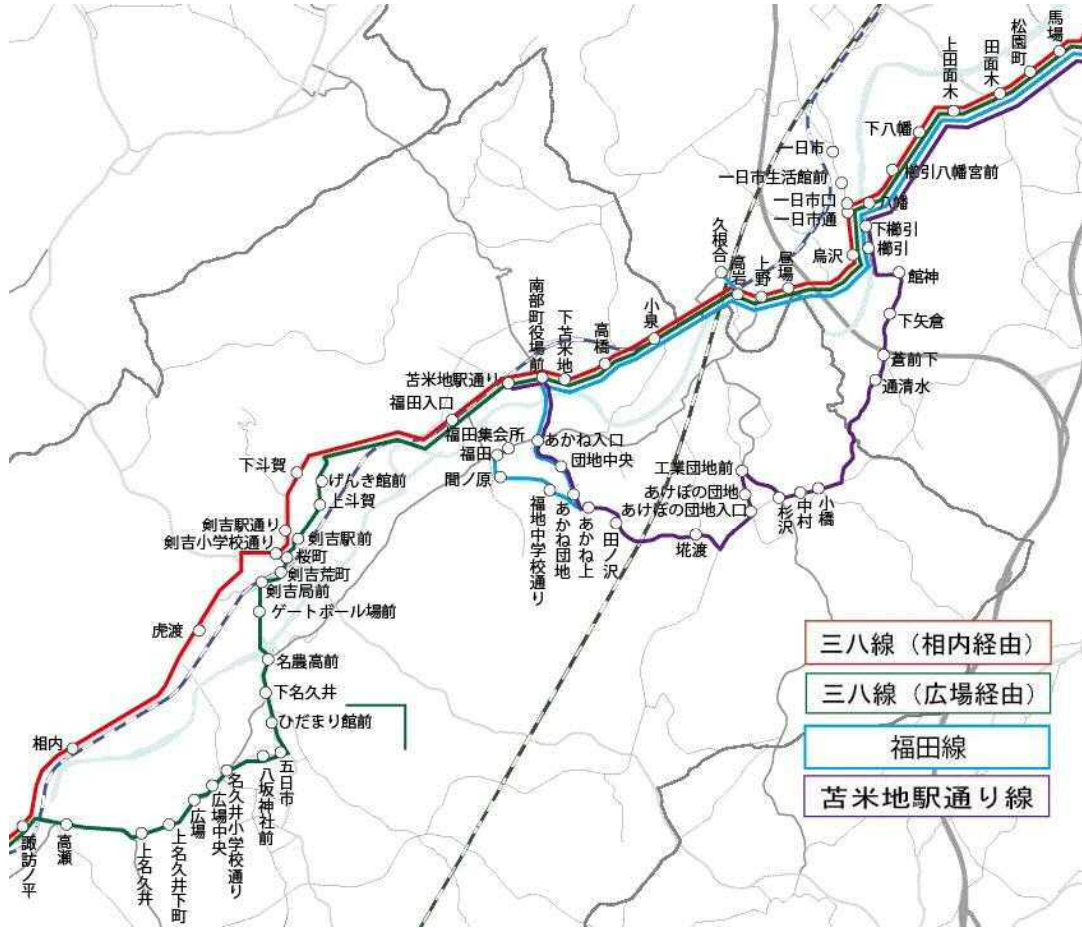 馬場
松園町
田面木
上田面木
下八幡
櫛引八幡宮前
八幡
一日市
一日市生活館前
一日市口
一日市通
下櫛引
櫛引
烏沢
館神
下矢倉
蒼前下
通清水
小橋
中村
杉沢
工業団地前
あけぼの団地
あけぼの団地入口
埖渡
田ノ沢
あかね上
あかね団地
福地中学校通り
団地中央
あかね入口
間ノ原
福田
福田集会所
昼場
上野
高岩
久根合
小泉
高橋
下苫米地
南部町役場前
苫米地駅通り
福田入口
下斗賀
げんき館前
上斗賀
剣吉駅通り
剣吉小学校通り
剣吉駅前
桜町
剣吉荒町
剣吉局前
ゲートボール場前
虎渡
名農高前
下名久井
ひだまり館前
五日市
八坂神社前
名久井小学校通り
広場中央
広場
上名久井下町
上名久井
高瀬
相内
諏訪ノ平
三八線（相内経由）
三八線（広場経由）
福田線
苫米地駅通り線